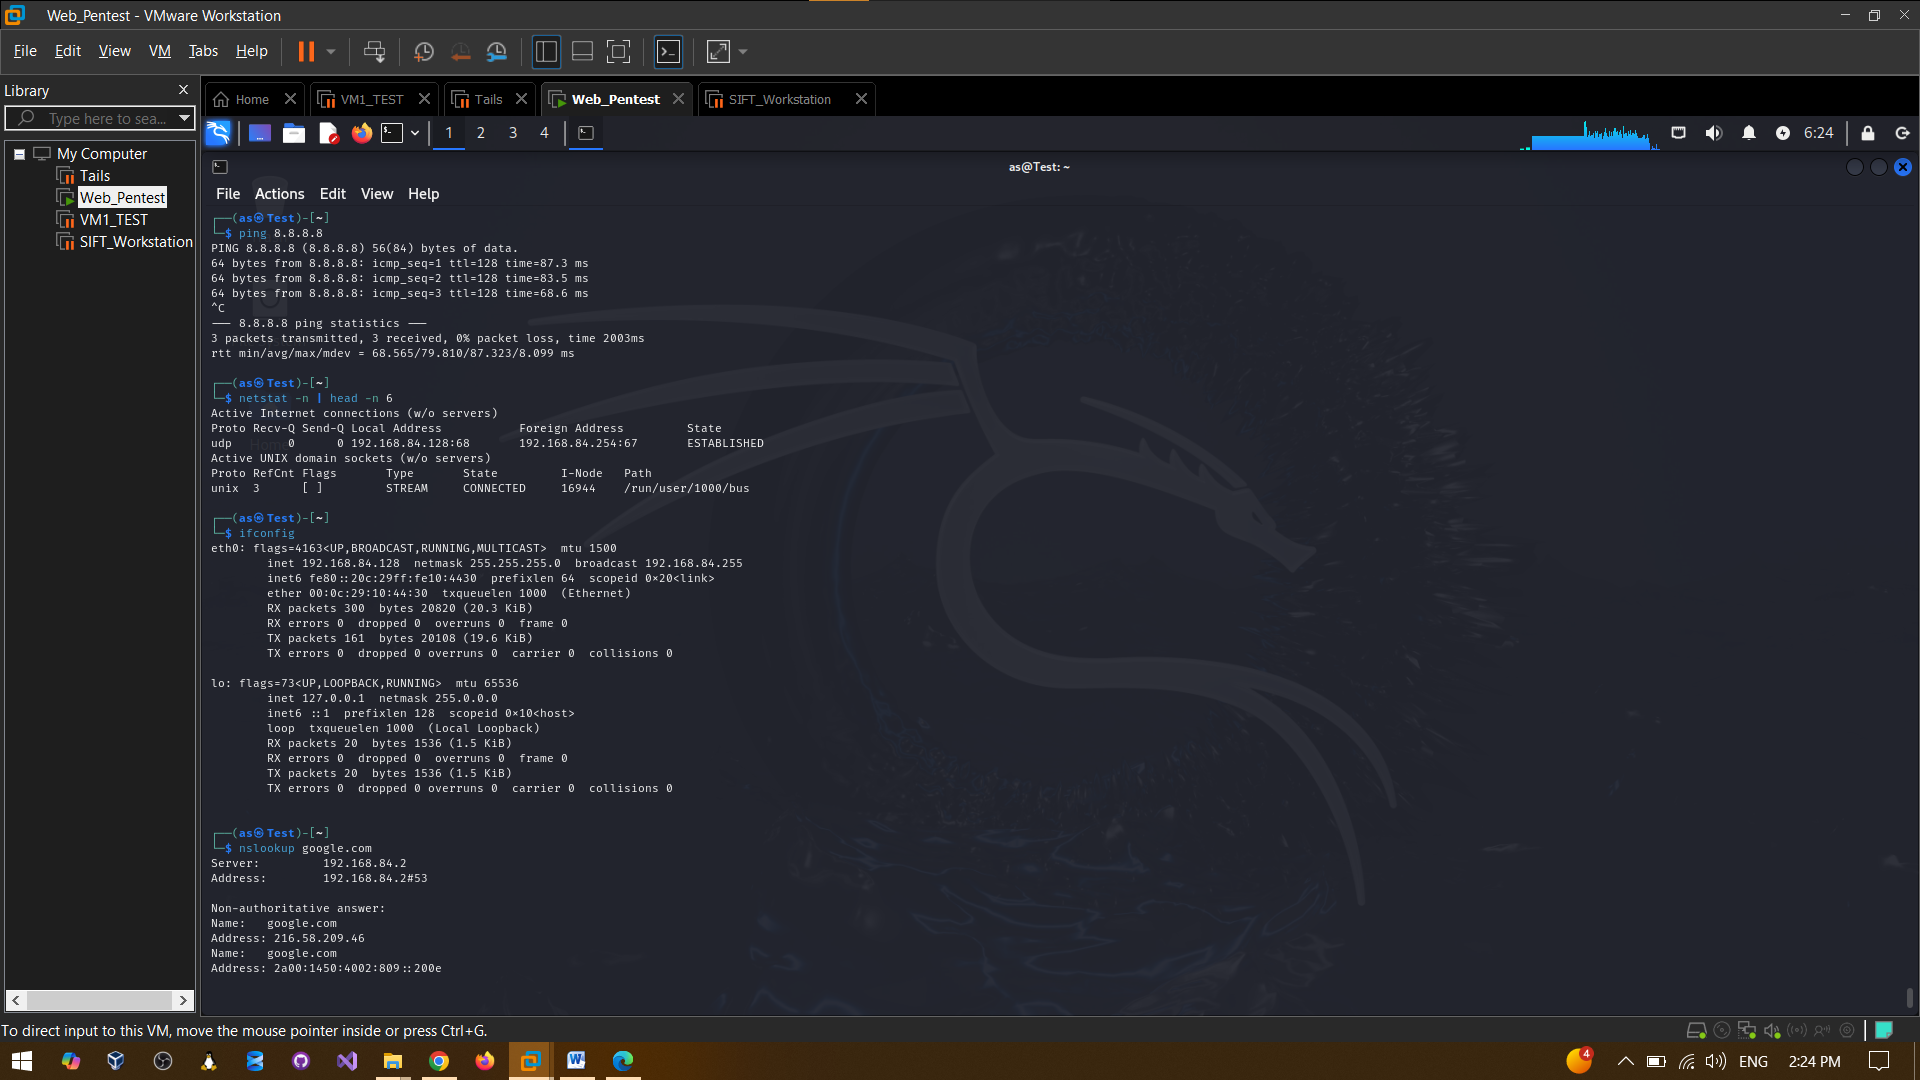 Web_Pentest - VMware Workstation
File Edit View VM Tabs Help
Library
Type here to sea...
My Computer
Tails
Web_Pentest
VM1_TEST
SIFT_Workstation
Home VM1_TEST Tails Web_Pentest SIFT_Workstation
1 2 3 4
6:24
as@Test: ~
File Actions Edit View Help
┌──(as㉿Test)-[~]
└─$ ping 8.8.8.8
PING 8.8.8.8 (8.8.8.8) 56(84) bytes of data.
64 bytes from 8.8.8.8: icmp_seq=1 ttl=128 time=87.3 ms
64 bytes from 8.8.8.8: icmp_seq=2 ttl=128 time=83.5 ms
64 bytes from 8.8.8.8: icmp_seq=3 ttl=128 time=68.6 ms
^C
--- 8.8.8.8 ping statistics ---
3 packets transmitted, 3 received, 0% packet loss, time 2003ms
rtt min/avg/max/mdev = 68.565/79.810/87.323/8.099 ms
┌──(as㉿Test)-[~]
└─$ netstat -n | head -n 6
Active Internet connections (w/o servers)
Proto Recv-Q Send-Q Local Address Foreign Address State
udp 0 0 192.168.84.128:68 192.168.84.254:67 ESTABLISHED
Active UNIX domain sockets (w/o servers)
Proto RefCnt Flags Type State I-Node Path
unix 3 [ ] STREAM CONNECTED 16944 /run/user/1000/bus
┌──(as㉿Test)-[~]
└─$ ifconfig
eth0: flags=4163<UP,BROADCAST,RUNNING,MULTICAST> mtu 1500
inet 192.168.84.128 netmask 255.255.255.0 broadcast 192.168.84.255
inet6 fe80::20c:29ff:fe10:4430 prefixlen 64 scopeid 0×20<link>
ether 00:0c:29:10:44:30 txqueuelen 1000 (Ethernet)
RX packets 300 bytes 20820 (20.3 KiB)
RX errors 0 dropped 0 overruns 0 frame 0
TX packets 161 bytes 20108 (19.6 KiB)
TX errors 0 dropped 0 overruns 0 carrier 0 collisions 0
lo: flags=73<UP,LOOPBACK,RUNNING> mtu 65536
inet 127.0.0.1 netmask 255.0.0.0
inet6 ::1 prefixlen 128 scopeid 0×10<host>
loop txqueuelen 1000 (Local Loopback)
RX packets 20 bytes 1536 (1.5 KiB)
RX errors 0 dropped 0 overruns 0 frame 0
TX packets 20 bytes 1536 (1.5 KiB)
TX errors 0 dropped 0 overruns 0 carrier 0 collisions 0
┌──(as㉿Test)-[~]
└─$ nslookup google.com
Server: 192.168.84.2
Address: 192.168.84.2#53
Non-authoritative answer:
Name: google.com
Address: 216.58.209.46
Name: google.com
Address: 2a00:1450:4002:809::200e
To direct input to this VM, move the mouse pointer inside or press Ctrl+G.
4 ENG 2:24 PM